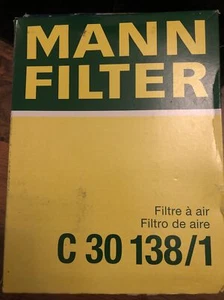 MANN
FILTER
Filtre à air
Filtro de aire
C 30 138/1